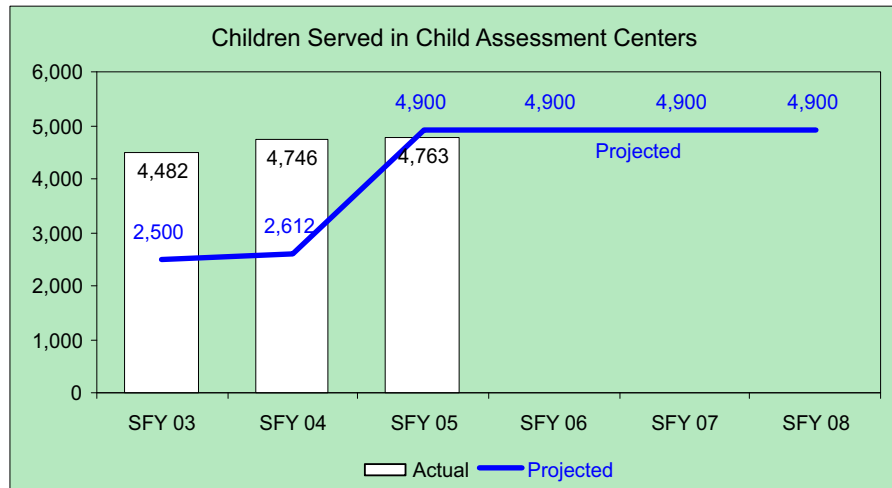 Children Served in Child Assessment Centers
6,000
5,000
4,000
3,000
2,000
1,000
0
4,482
4,746
4,763
2,500
2,612
4,900
4,900
4,900
4,900
Projected
SFY 03
SFY 04
SFY 05
SFY 06
SFY 07
SFY 08
Actual
Projected